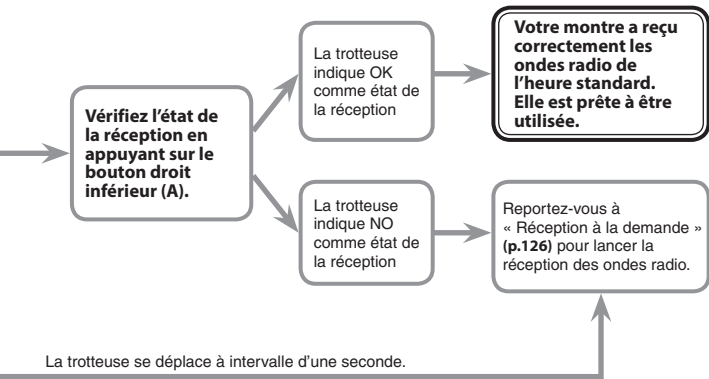 Vérifiez l'état de
la réception en
appuyant sur le
bouton droit
inférieur (A).
La trotteuse
indique OK
comme état de
la réception
Votre montre a reçu
correctement les
ondes radio de
l'heure standard.
Elle est prête à être
utilisée.
La trotteuse
indique NO
comme état de
la réception
Reportez-vous à
« Réception à la demande »
(p.126) pour lancer la
réception des ondes radio.
La trotteuse se déplace à intervalle d'une seconde.